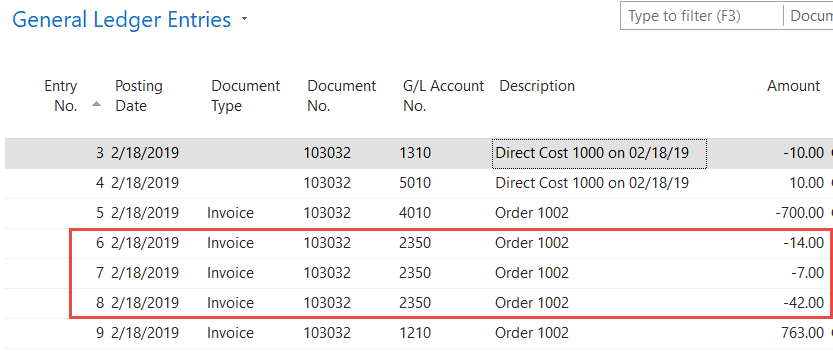 General Ledger Entries
Type to filter (F3) Docum
Entry No. Posting Date Document Type Document No. G/L Account No. Description Amount
3 2/18/2019 103032 1310 Direct Cost 1000 on 02/18/19 -10.00
4 2/18/2019 103032 5010 Direct Cost 1000 on 02/18/19 10.00
5 2/18/2019 Invoice 103032 4010 Order 1002 -700.00
6 2/18/2019 Invoice 103032 2350 Order 1002 -14.00
7 2/18/2019 Invoice 103032 2350 Order 1002 -7.00
8 2/18/2019 Invoice 103032 2350 Order 1002 -42.00
9 2/18/2019 Invoice 103032 1210 Order 1002 763.00